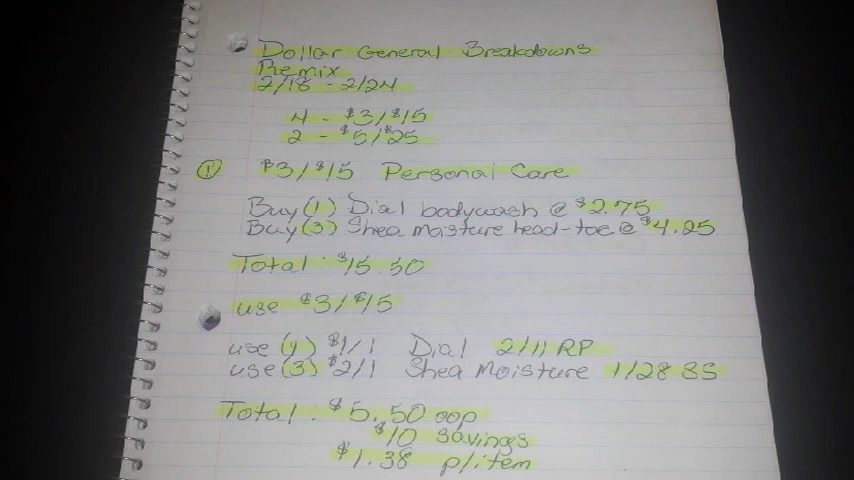 Dollar General Breakdowns
Remix
2/18 - 2/24
4 - $3/$15
2 - $5/$25
① $3/$15 Personal Care
Buy (1) Dial bodywash @ $2.75
Buy (3) Shea Moisture head-toe @ $4.25
Total: $15.50
use $3/$15
use (1) $1/1 Dial 2/11 RP
use (3) $2/1 Shea Moisture 1/28 SS
Total: $5.50 oop
$10 savings
$1.38 p/item